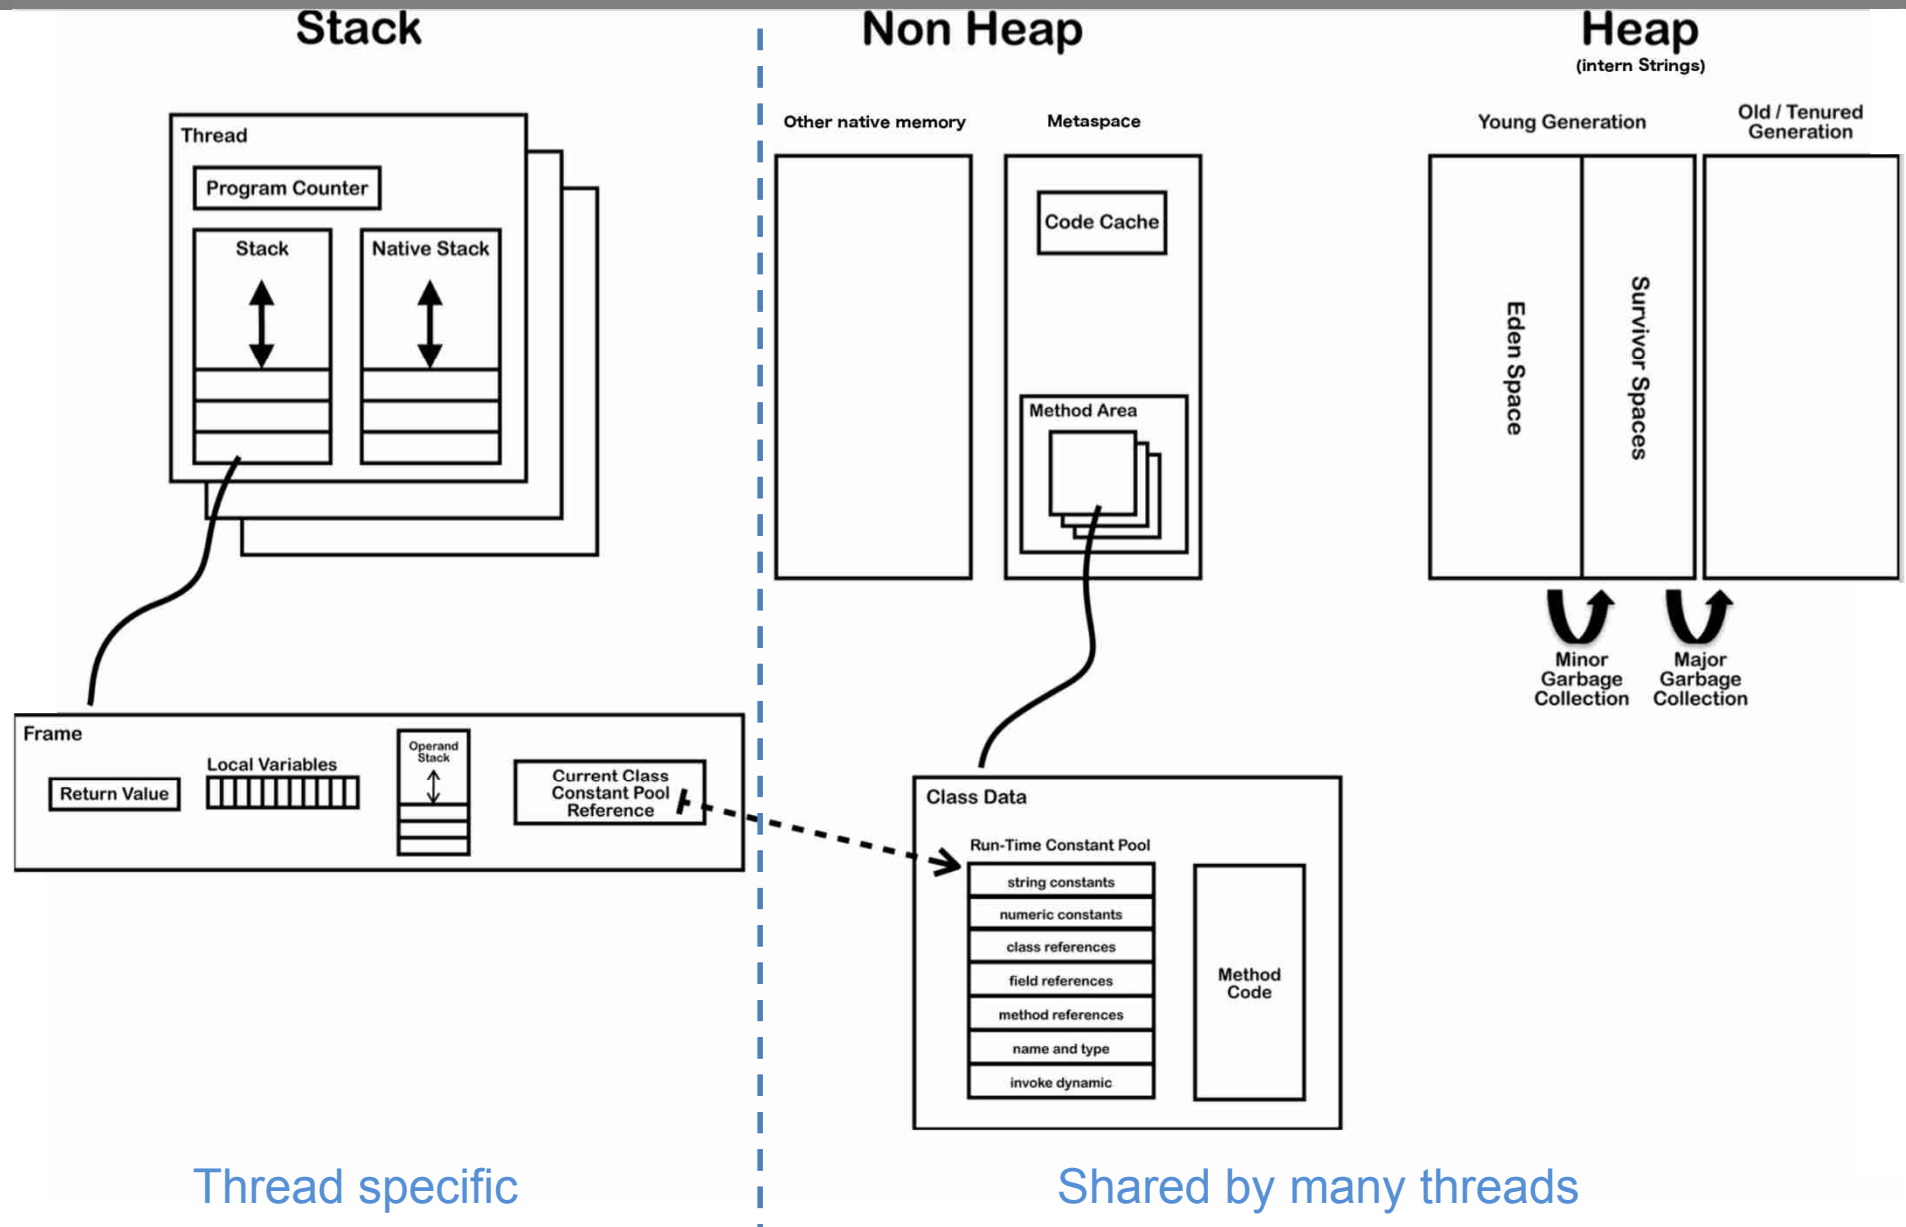 Stack
Non Heap
Heap
(intern Strings)
Thread
Program Counter
Stack
Native Stack
Other native memory
Metaspace
Code Cache
Method Area
Young Generation
Old / Tenured
Generation
Eden Space
Survivor Spaces
Minor
Garbage
Collection
Major
Garbage
Collection
Frame
Return Value
Local Variables
Operand
Stack
Current Class
Constant Pool
Reference
Class Data
Run-Time Constant Pool
string constants
numeric constants
class references
field references
method references
name and type
invoke dynamic
Method
Code
Thread specific
Shared by many threads